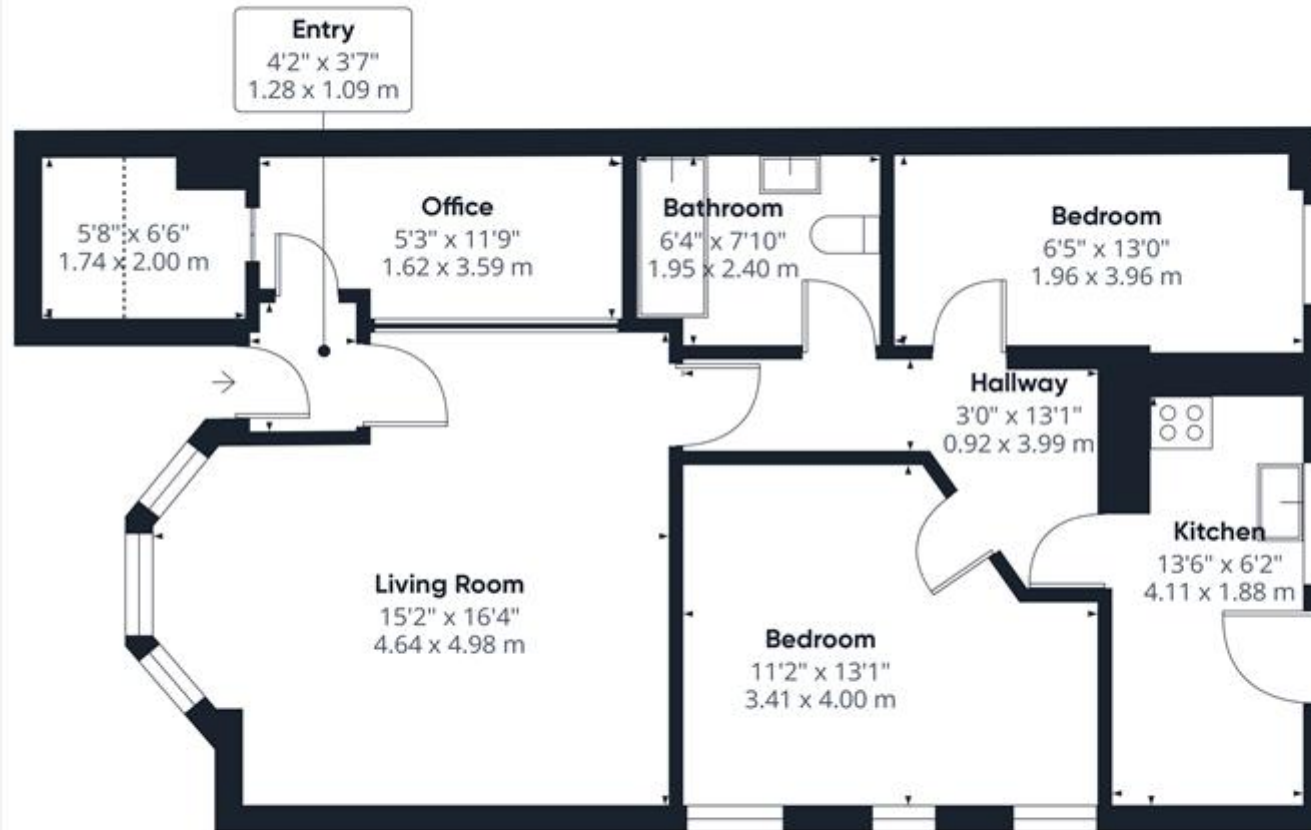 Entry
4'2" x 3'7"
1.28 x 1.09 m
5'8" x 6'6"
1.74 x 2.00 m
Office
5'3" x 11'9"
1.62 x 3.59 m
Bathroom
6'4" x 7'10"
1.95 x 2.40 m
Bedroom
6'5" x 13'0"
1.96 x 3.96 m
Hallway
3'0" x 13'1"
0.92 x 3.99 m
Kitchen
13'6" x 6'2"
4.11 x 1.88 m
Living Room
15'2" x 16'4"
4.64 x 4.98 m
Bedroom
11'2" x 13'1"
3.41 x 4.00 m